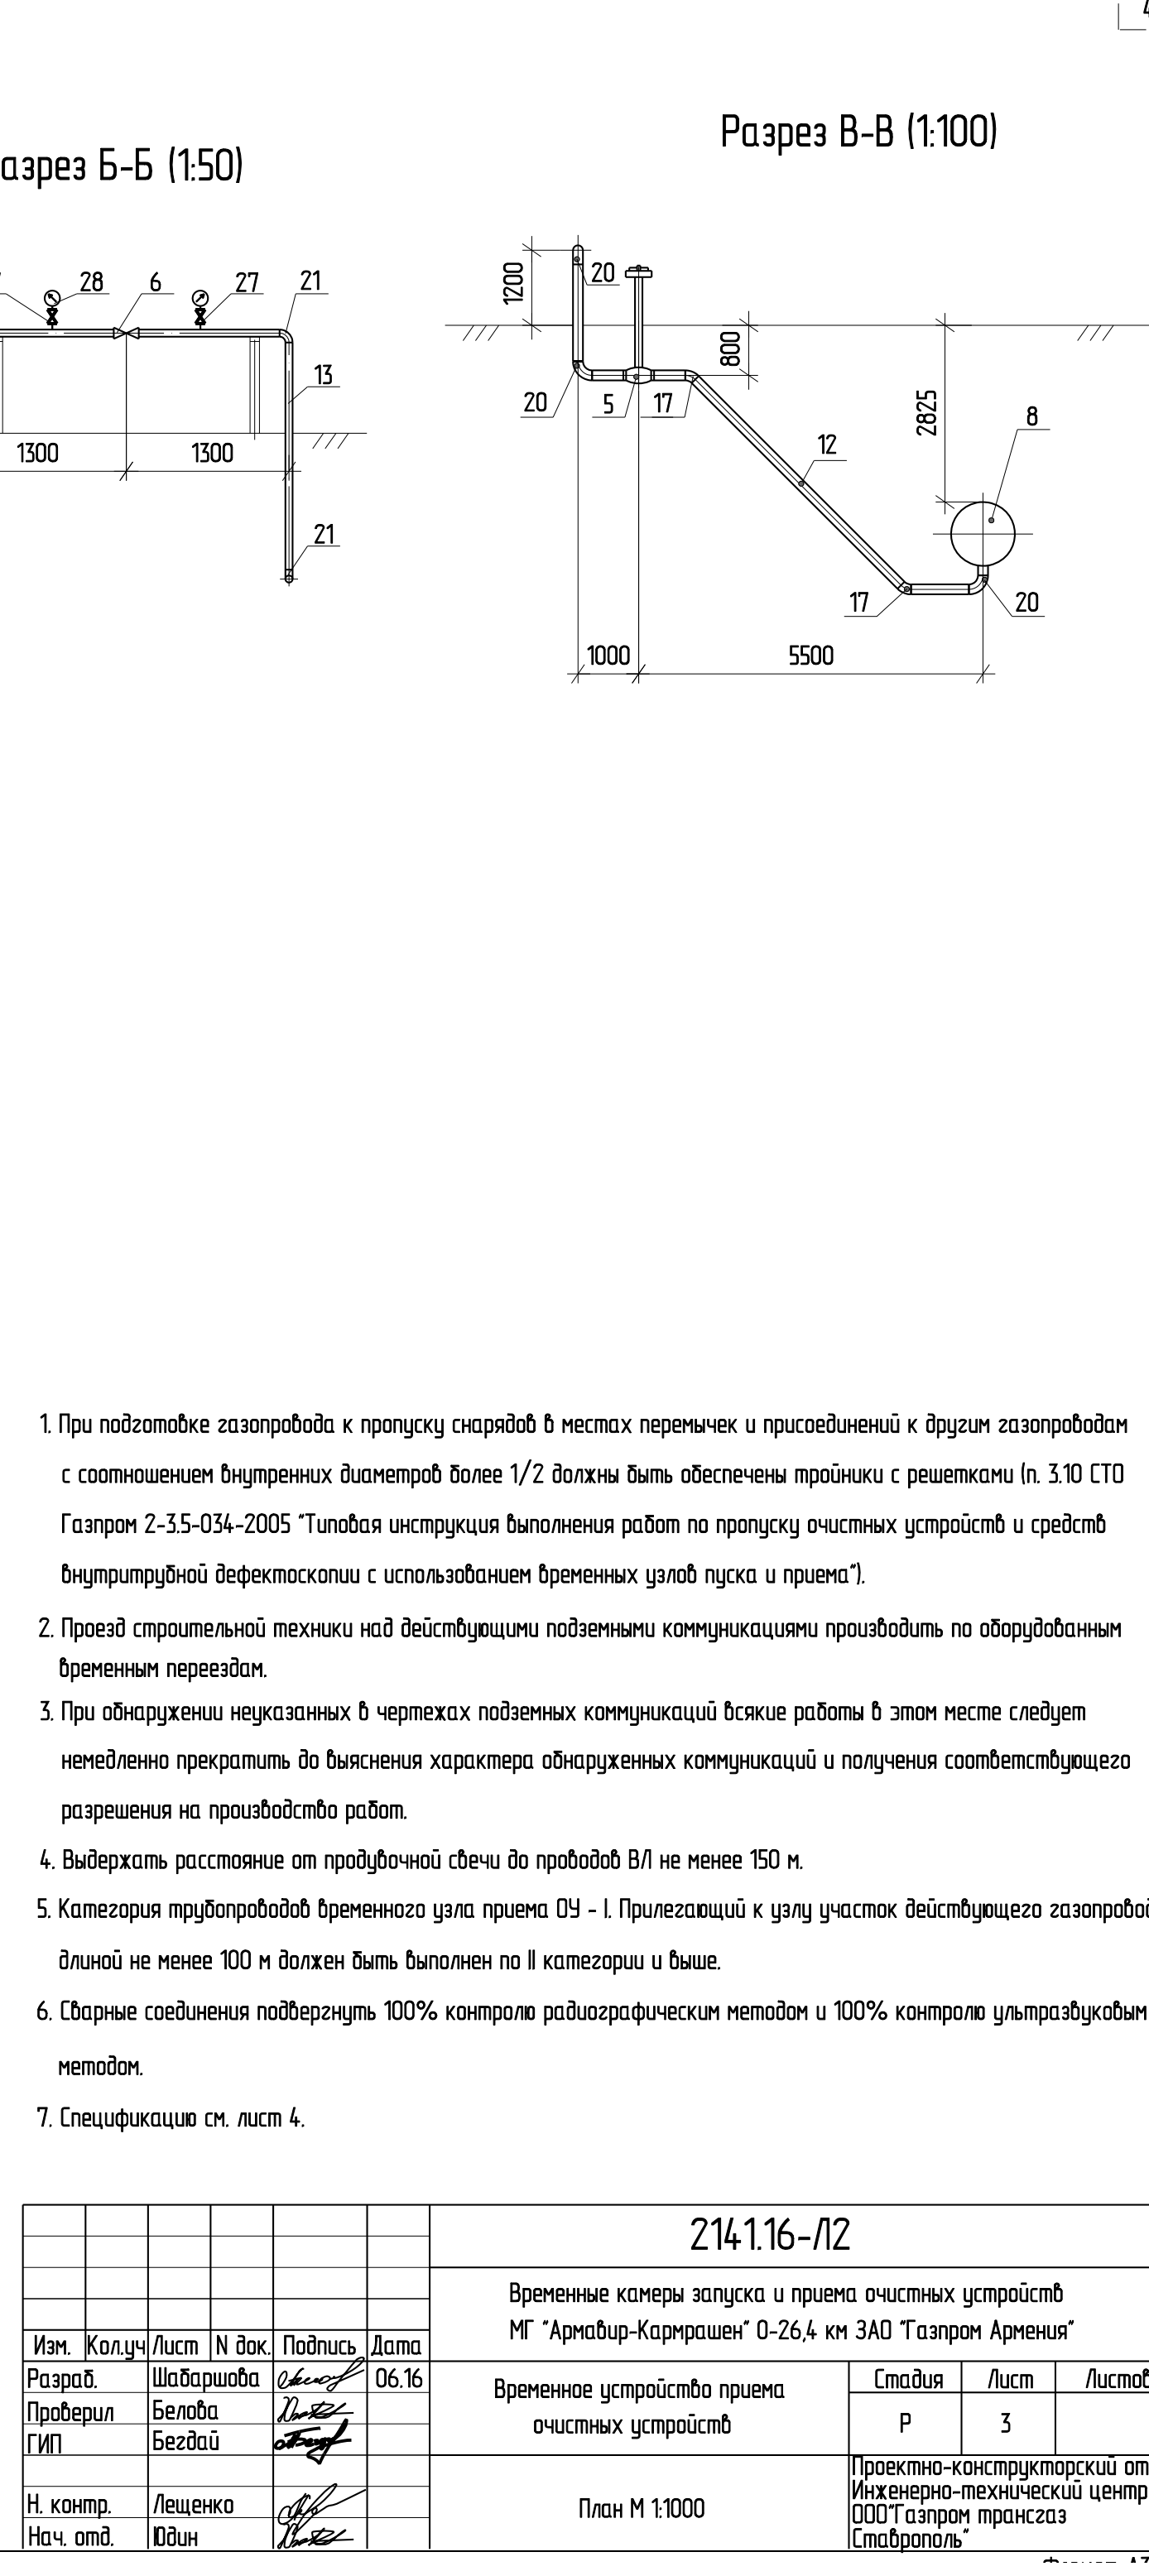 4
Разрез В-В (1:100)
азрез Б-Б (1:50)
28
6
27
21
13
1300
1300
21
1200
20
800
2825
20
5
17
12
8
17
20
1000
5500
1. При подготовке газопровода к пропуску снарядов в местах перемычек и присоединений к другим газопроводам
с соотношением внутренних диаметров более 1/2 должны быть обеспечены тройники с решетками (п. 3.10 СТО
Газпром 2-3.5-034-2005 "Типовая инструкция выполнения работ по пропуску очистных устройств и средств
внутритрубной дефектоскопии с использованием временных узлов пуска и приема").
2. Проезд строительной техники над действующими подземными коммуникациями производить по оборудованным
временным переездам.
3. При обнаружении неуказанных в чертежах подземных коммуникаций всякие работы в этом месте следует
немедленно прекратить до выяснения характера обнаруженных коммуникаций и получения соответствующего
разрешения на производство работ.
4. Выдержать расстояние от продувочной свечи до проводов ВЛ не менее 150 м.
5. Категория трубопроводов временного узла приема ОУ - I. Прилегающий к узлу участок действующего газопровод
длиной не менее 100 м должен быть выполнен по II категории и выше.
6. Сварные соединения подвергнуть 100% контролю радиографическим методом и 100% контролю ультразвуковым
методом.
7. Спецификацию см. лист 4.
2141.16-Л2
Временные камеры запуска и приема очистных устройств
МГ "Армавир-Кармрашен" 0-26,4 км ЗАО "Газпром Армения"
Изм. Кол.уч Лист N док. Подпись Дата
Разраб. Шабаршова 06.16
Проверил Белова
ГИП Бегдай
Н. контр. Лещенко
Нач. отд. Юдин
Временное устройство приема
очистных устройств
Стадия Лист Листов
Р 3
План М 1:1000
Проектно-конструкторский от
Инженерно-технический центр
ООО"Газпром трансгаз
Ставрополь"
Формат А3